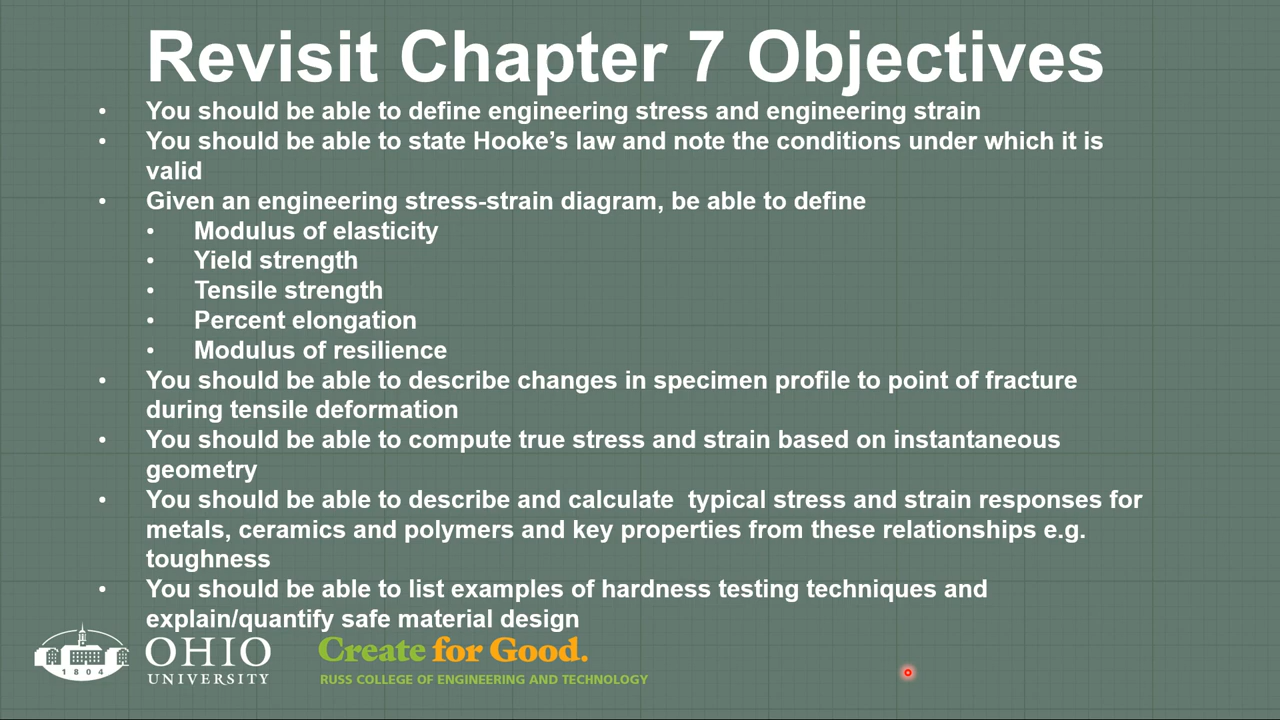 Revisit Chapter 7 Objectives
• You should be able to define engineering stress and engineering strain
• You should be able to state Hooke’s law and note the conditions under which it is
valid
• Given an engineering stress-strain diagram, be able to define
• Modulus of elasticity
• Yield strength
• Tensile strength
• Percent elongation
• Modulus of resilience
• You should be able to describe changes in specimen profile to point of fracture
during tensile deformation
• You should be able to compute true stress and strain based on instantaneous
geometry
• You should be able to describe and calculate  typical stress and strain responses for
metals, ceramics and polymers and key properties from these relationships e.g.
toughness
• You should be able to list examples of hardness testing techniques and
explain/quantify safe material design
1804
OHIO
UNIVERSITY
Create for Good.
RUSS COLLEGE OF ENGINEERING AND TECHNOLOGY